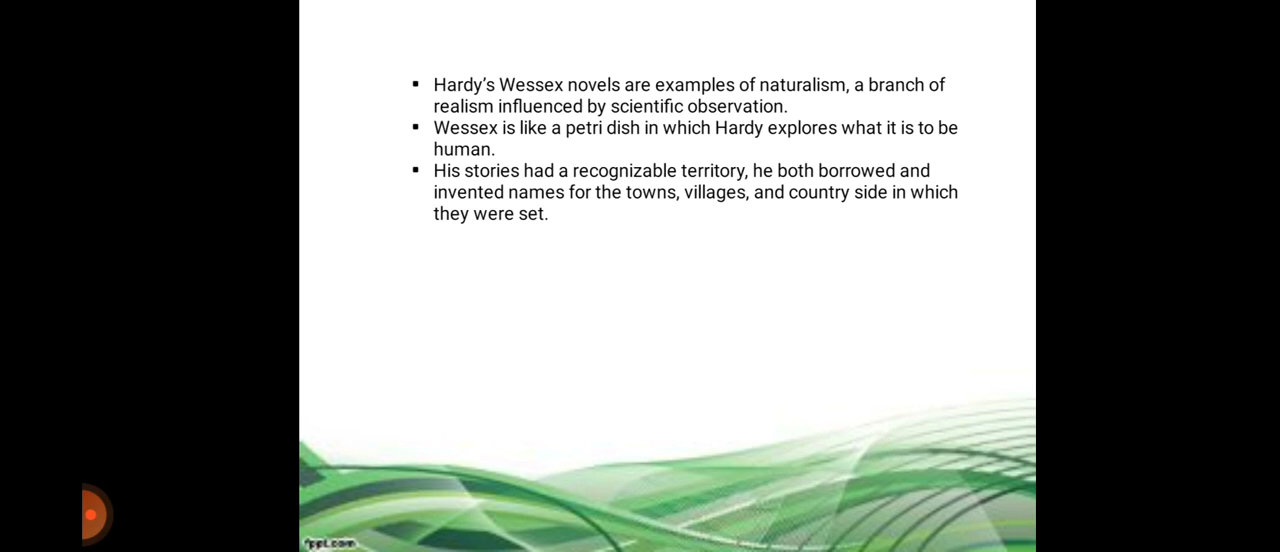 ▪ Hardy’s Wessex novels are examples of naturalism, a branch of
realism influenced by scientific observation.
▪ Wessex is like a petri dish in which Hardy explores what it is to be
human.
▪ His stories had a recognizable territory, he both borrowed and
invented names for the towns, villages, and country side in which
they were set.
fppt.com